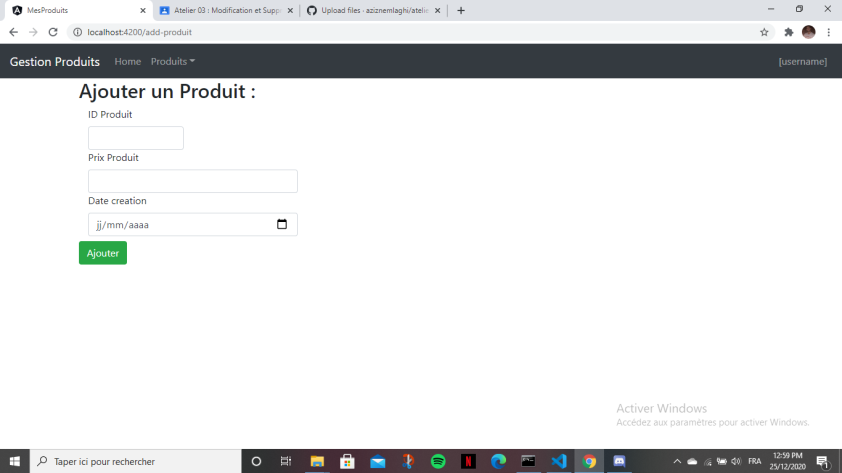 MesProduits
Atelier 03 : Modification et Supp
Upload files - aziznemlaghi/atelie
localhost:4200/add-produit
Gestion Produits
Home
Produits
[username]
Ajouter un Produit :
ID Produit
Prix Produit
Date creation
jj/mm/aaaa
Ajouter
Activer Windows
Accédez aux paramètres pour activer Windows.
Taper ici pour rechercher
FRA
12:59 PM
25/12/2020
1